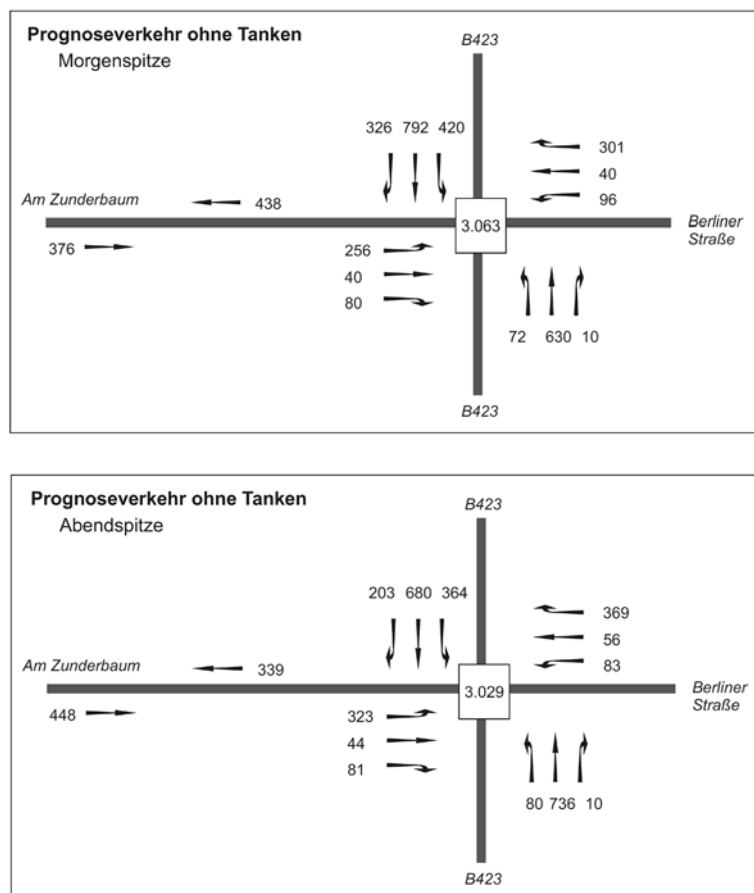 Prognoseverkehr ohne Tanken
Morgenspitze
B423
326 792 420
301
40
96
Am Zunderbaum
438
3.063
Berliner
Straße
376
256
40
80
72 630 10
B423
Prognoseverkehr ohne Tanken
Abendspitze
B423
203 680 364
369
56
83
Am Zunderbaum
339
3.029
Berliner
Straße
448
323
44
81
80 736 10
B423